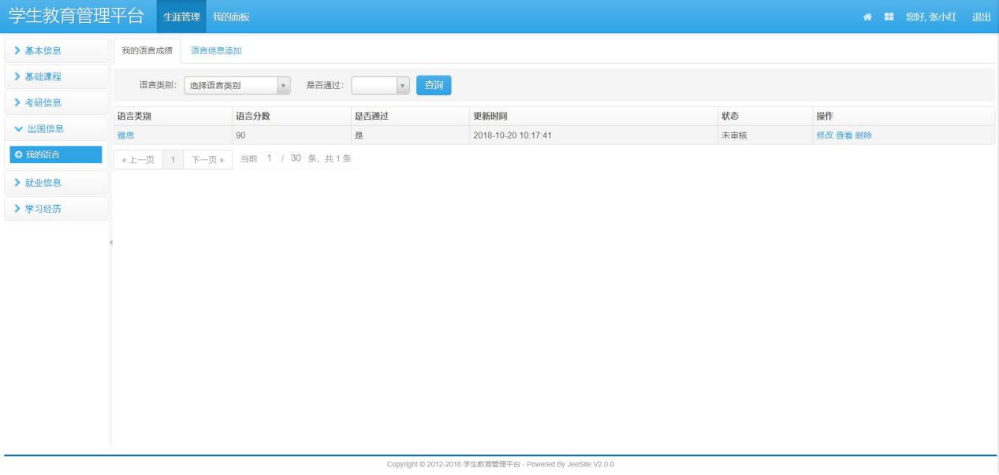 学生教育管理平台 生涯管理 我的面板 您好, 张小红 退出
基本信息
基础课程
考研信息
出国信息
我的语言
就业信息
学习经历
我的语言成绩 语言信息添加
语言类别: 选择语言类别 是否通过: 查询
语言类别 语言分数 是否通过 更新时间 状态 操作
雅思 90 是 2018-10-20 10:17:41 未审核 修改 查看 删除
« 上一页 1 下一页 » 当前 1 / 30 条, 共 1 条
Copyright © 2012-2018 学生教育管理平台 - Powered By JeeSite V2.0.0